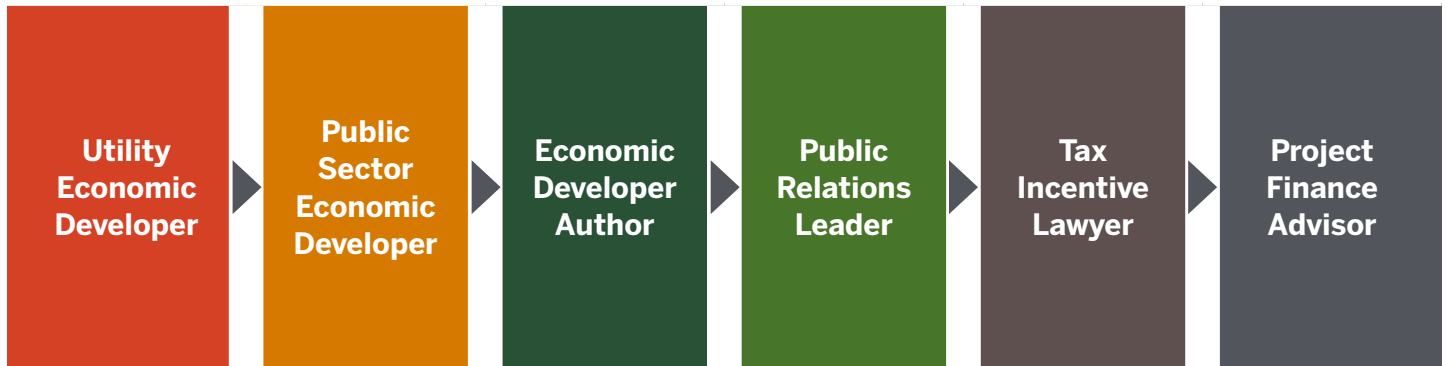 Utility
Economic
Developer
Public
Sector
Economic
Developer
Economic
Developer
Author
Public
Relations
Leader
Tax
Incentive
Lawyer
Project
Finance
Advisor